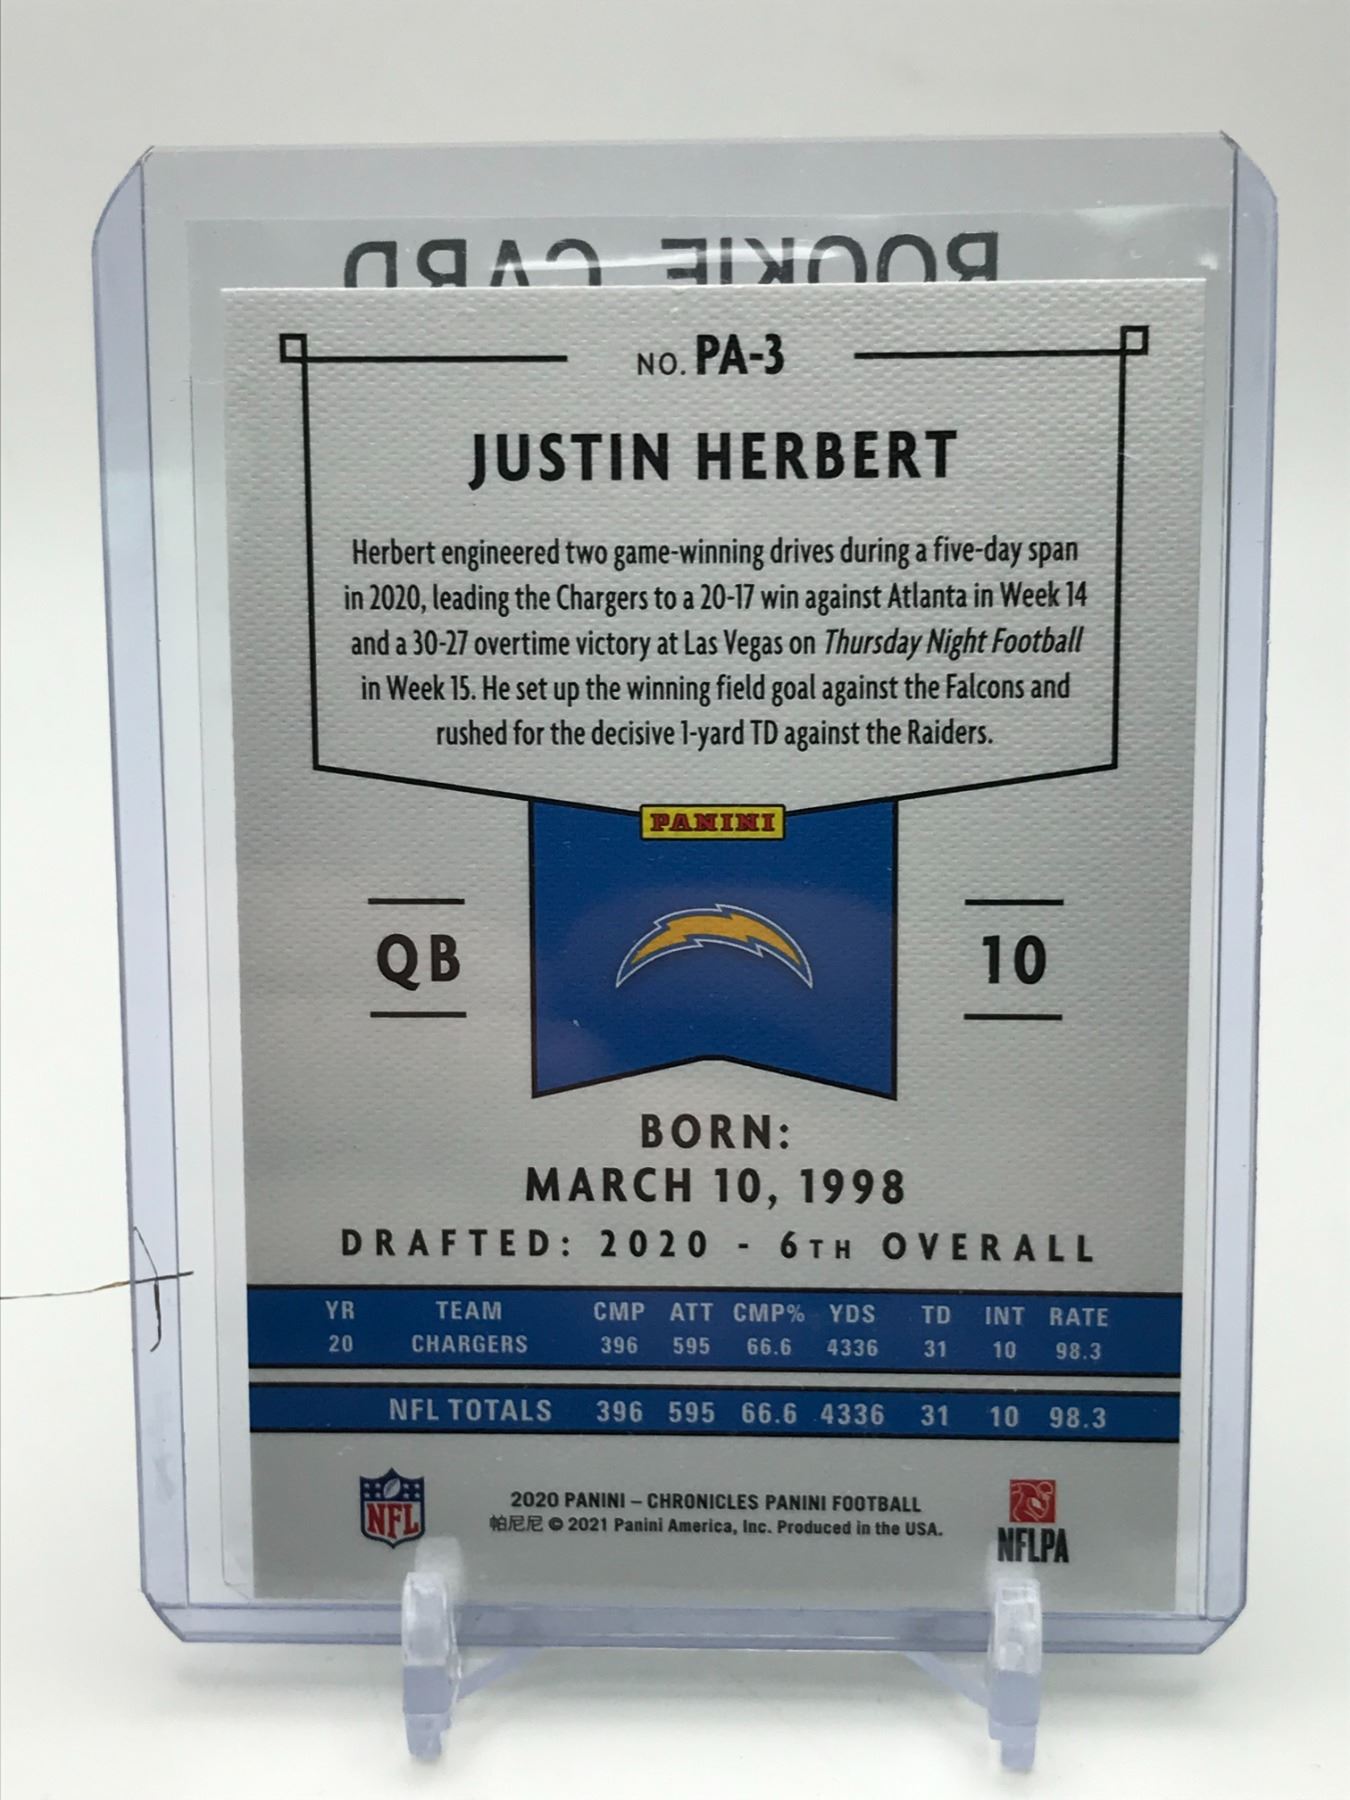 ROOKIE CARD
NO. PA-3
JUSTIN HERBERT
Herbert engineered two game-winning drives during a five-day span
in 2020, leading the Chargers to a 20-17 win against Atlanta in Week 14
and a 30-27 overtime victory at Las Vegas on Thursday Night Football
in Week 15. He set up the winning field goal against the Falcons and
rushed for the decisive 1-yard TD against the Raiders.
PANINI
QB
10
BORN:
MARCH 10, 1998
DRAFTED: 2020 - 6TH OVERALL
YR TEAM CMP ATT CMP% YDS TD INT RATE
20 CHARGERS 396 595 66.6 4336 31 10 98.3
NFL TOTALS 396 595 66.6 4336 31 10 98.3
NFL
2020 PANINI – CHRONICLES PANINI FOOTBALL
帕尼尼 © 2021 Panini America, Inc. Produced in the USA.
NFLPA